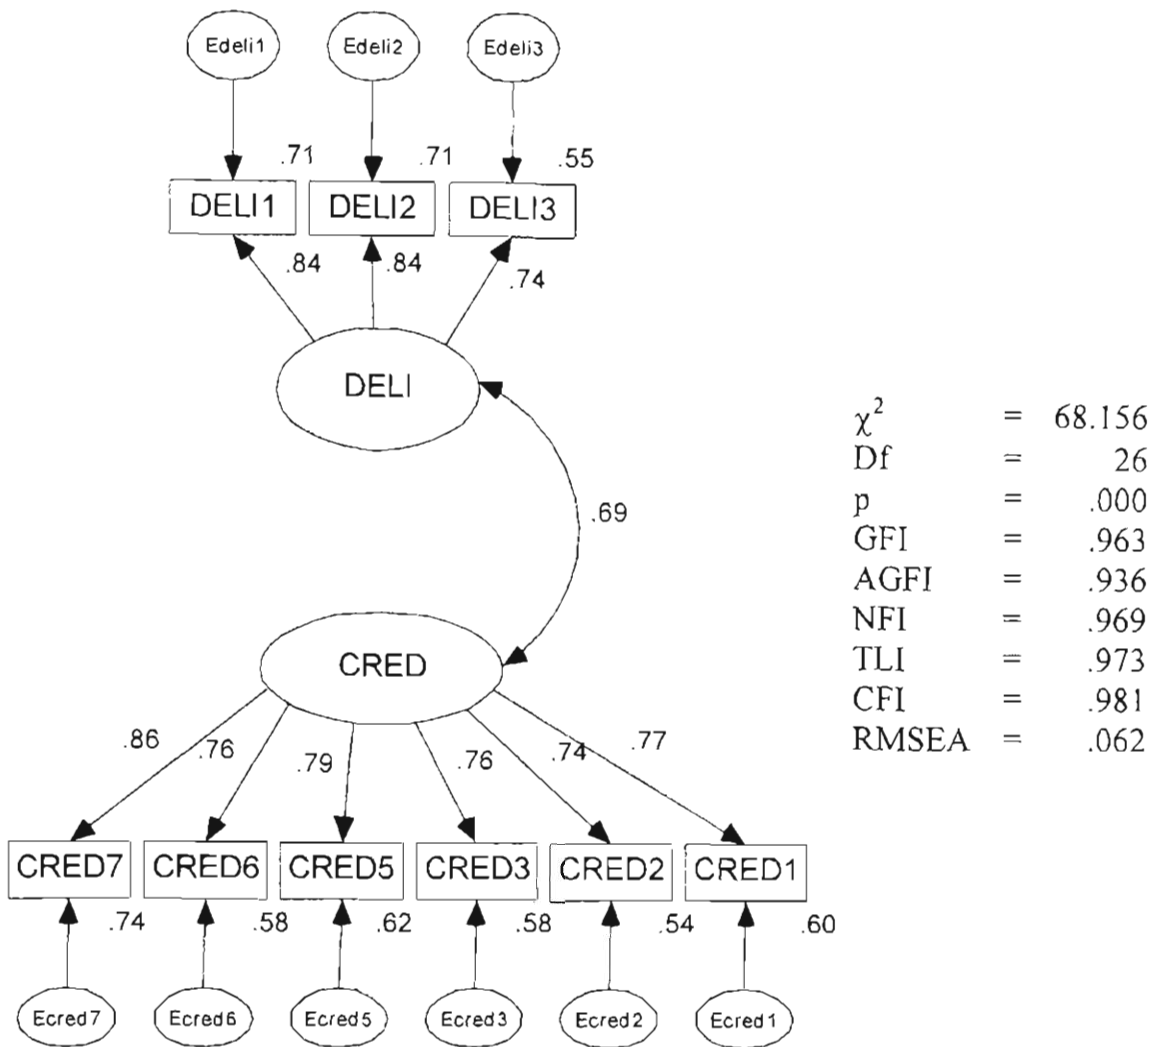 Edeli1 Edeli2 Edeli3
.71 .71 .55
DELI1 DELI2 DELI3
.84 .84 .74
DELI
.69
CRED
.86 .76 .79 .76 .74 .77
CRED7 CRED6 CRED5 CRED3 CRED2 CRED1
.74 .58 .62 .58 .54 .60
Ecred7 Ecred6 Ecred5 Ecred3 Ecred2 Ecred1
χ² = 68.156
Df = 26
p = .000
GFI = .963
AGFI = .936
NFI = .969
TLI = .973
CFI = .981
RMSEA = .062